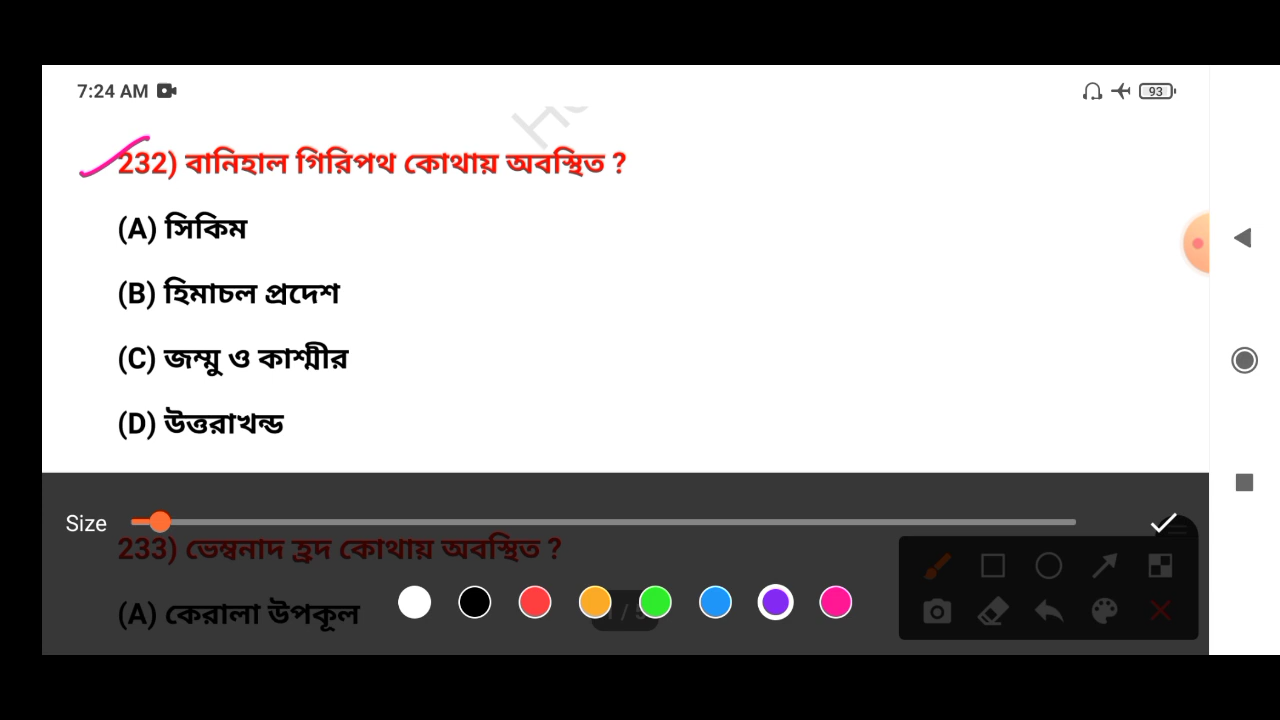 7:24 AM
93
232) বানিহাল গিরিপথ কোথায় অবস্থিত ?
(A) সিকিম
(B) হিমাচল প্রদেশ
(C) জম্মু ও কাশ্মীর
(D) উত্তরাখন্ড
Size
233) ভেম্বনাদ হ্রদ কোথায় অবস্থিত ?
(A) কেরালা উপকূল